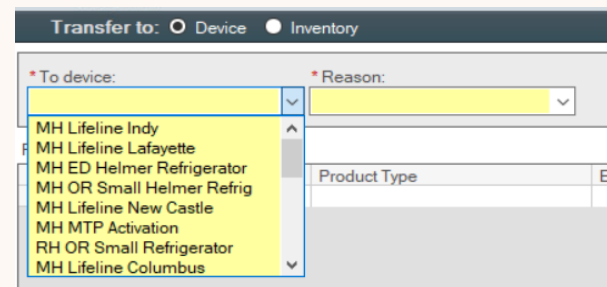 Transfer to: Device Inventory
* To device: * Reason:
MH Lifeline Indy
MH Lifeline Lafayette
MH ED Helmer Refrigerator
MH OR Small Helmer Refrig
MH Lifeline New Castle
MH MTP Activation
RH OR Small Refrigerator
MH Lifeline Columbus
Product Type